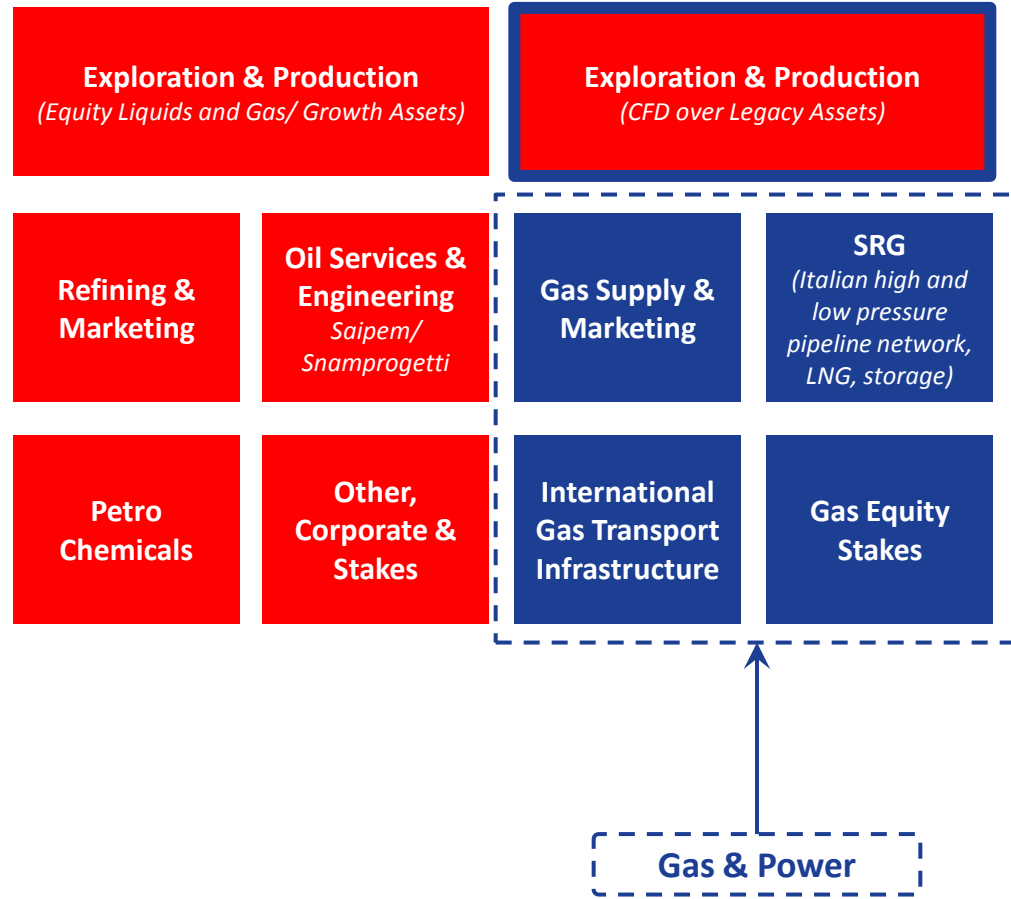 Exploration & Production
(Equity Liquids and Gas/ Growth Assets)
Exploration & Production
(CFD over Legacy Assets)
Refining &
Marketing
Oil Services &
Engineering
Saipem/
Snamprogetti
Gas Supply &
Marketing
SRG
(Italian high and
low pressure
pipeline network,
LNG, storage)
Petro
Chemicals
Other,
Corporate &
Stakes
International
Gas Transport
Infrastructure
Gas Equity
Stakes
Gas & Power